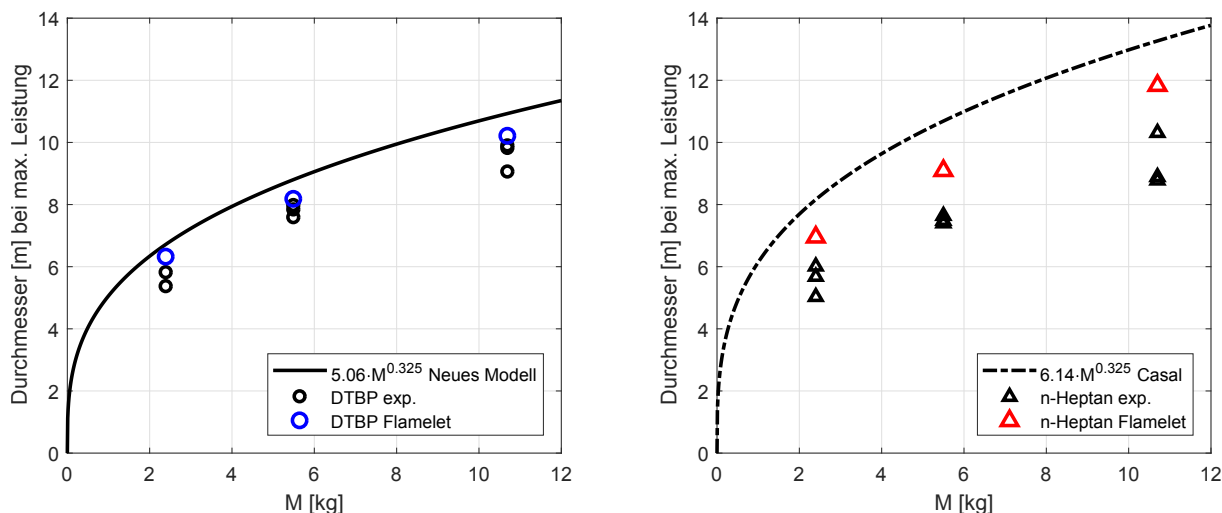 14
12
10
8
6
4
2
0
Durchmesser [m] bei max. Leistung
5.06·M^0.325 Neues Modell
DTBP exp.
DTBP Flamelet
0 2 4 6 8 10 12
M [kg]
14
12
10
8
6
4
2
0
Durchmesser [m] bei max. Leistung
6.14·M^0.325 Casal
n-Heptan exp.
n-Heptan Flamelet
0 2 4 6 8 10 12
M [kg]